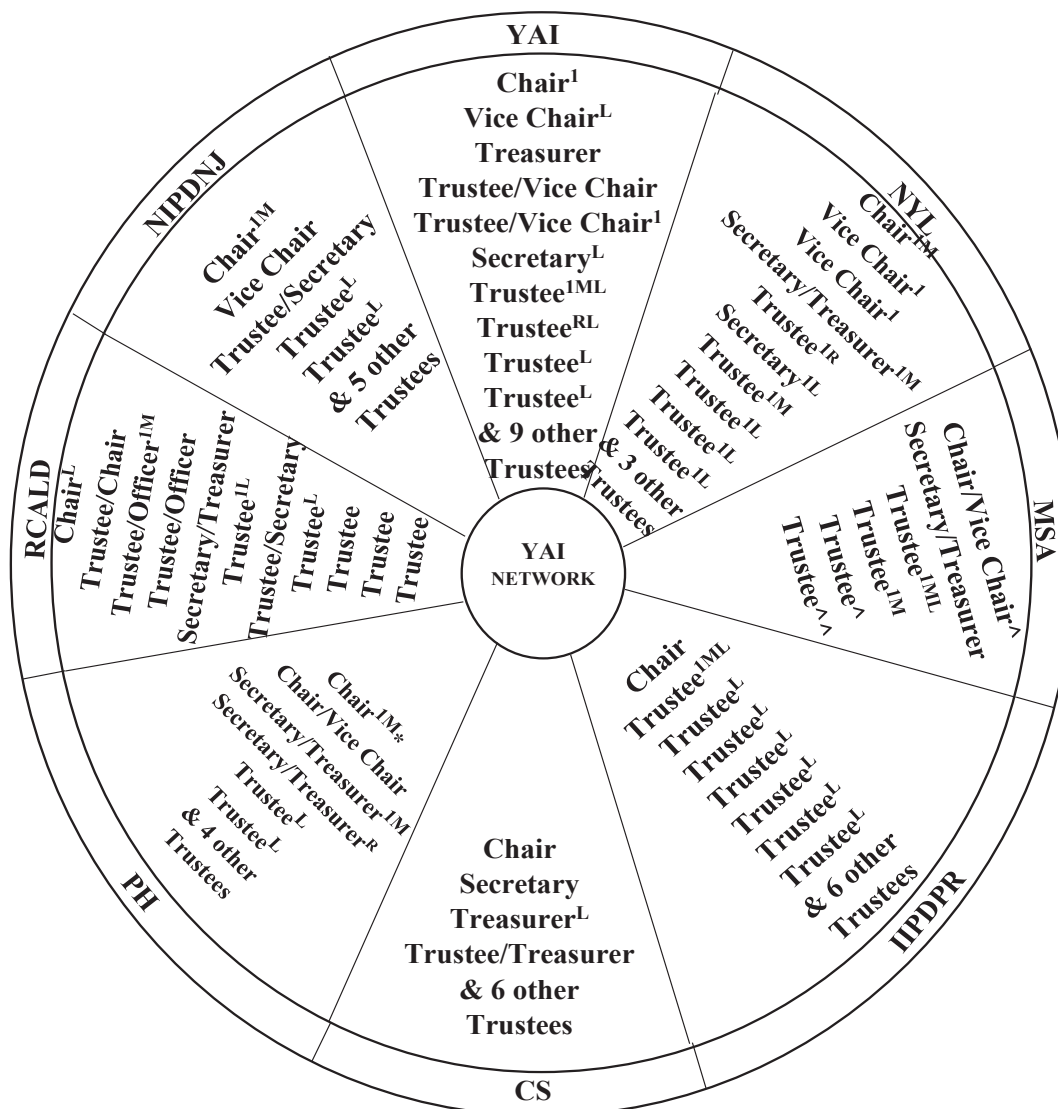 YAI
Chair¹
Vice Chairᴸ
Treasurer
Trustee/Vice Chair
Trustee/Vice Chair¹
Secretaryᴸ
Trustee¹ᴹᴸ
Trusteeᴿᴸ
Trusteeᴸ
Trusteeᴸ
& 9 other
Trustees
NYL
Chair¹ᴹ
Vice Chair¹
Vice Chair¹
Secretary/Treasurer¹ᴹ
Trustee¹ᴿ
Secretary¹ᴸ
Trustee¹ᴹ
Trustee¹ᴸ
Trustee¹ᴸ
Trustee¹ᴸ
& 3 other
Trustees
MSA
Chair/Vice Chair^
Secretary/Treasurer
Trustee¹ᴹᴸ
Trustee¹ᴹ
Trustee^
Trustee^^
IIPDPR
Chair
Trustee¹ᴹᴸ
Trusteeᴸ
Trusteeᴸ
Trusteeᴸ
Trusteeᴸ
Trusteeᴸ
Trusteeᴸ
& 6 other
Trustees
CS
Chair
Secretary
Treasurerᴸ
Trustee/Treasurer
& 6 other
Trustees
PH
Chair¹ᴹ*
Chair/Vice Chair
Secretary/Treasurer¹ᴹ
Secretary/Treasurerᴿ
Trusteeᴸ
Trusteeᴸ
& 4 other
Trustees
RCALD
Chairᴸ
Trustee/Chair
Trustee/Officer¹ᴹ
Trustee/Officer
Secretary/Treasurer
Trustee¹ᴸ
Trustee/Secretary
Trusteeᴸ
Trustee
Trustee
Trustee
NIPDNJ
Chair¹ᴹ
Vice Chair
Trustee/Secretary
Trusteeᴸ
Trusteeᴸ
& 5 other
Trustees
YAI
NETWORK